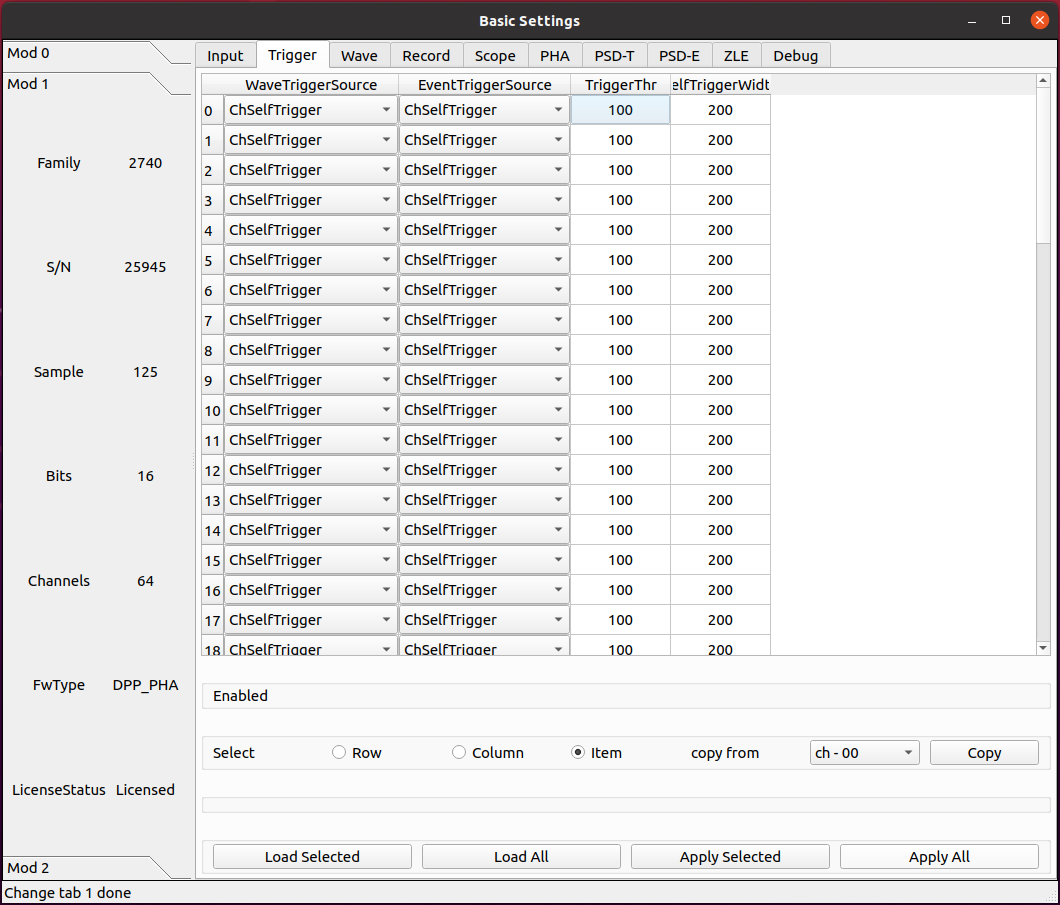 Basic Settings
Mod 0
Mod 1
Family 2740
S/N 25945
Sample 125
Bits 16
Channels 64
FwType DPP_PHA
LicenseStatus Licensed
Mod 2
Input Trigger Wave Record Scope PHA PSD-T PSD-E ZLE Debug
WaveTriggerSource EventTriggerSource TriggerThr elfTriggerWidt
0 ChSelfTrigger ChSelfTrigger 100 200
1 ChSelfTrigger ChSelfTrigger 100 200
2 ChSelfTrigger ChSelfTrigger 100 200
3 ChSelfTrigger ChSelfTrigger 100 200
4 ChSelfTrigger ChSelfTrigger 100 200
5 ChSelfTrigger ChSelfTrigger 100 200
6 ChSelfTrigger ChSelfTrigger 100 200
7 ChSelfTrigger ChSelfTrigger 100 200
8 ChSelfTrigger ChSelfTrigger 100 200
9 ChSelfTrigger ChSelfTrigger 100 200
10 ChSelfTrigger ChSelfTrigger 100 200
11 ChSelfTrigger ChSelfTrigger 100 200
12 ChSelfTrigger ChSelfTrigger 100 200
13 ChSelfTrigger ChSelfTrigger 100 200
14 ChSelfTrigger ChSelfTrigger 100 200
15 ChSelfTrigger ChSelfTrigger 100 200
16 ChSelfTrigger ChSelfTrigger 100 200
17 ChSelfTrigger ChSelfTrigger 100 200
18 ChSelfTrigger ChSelfTrigger 100 200
Enabled
Select Row Column Item copy from ch - 00 Copy
Load Selected Load All Apply Selected Apply All
Change tab 1 done